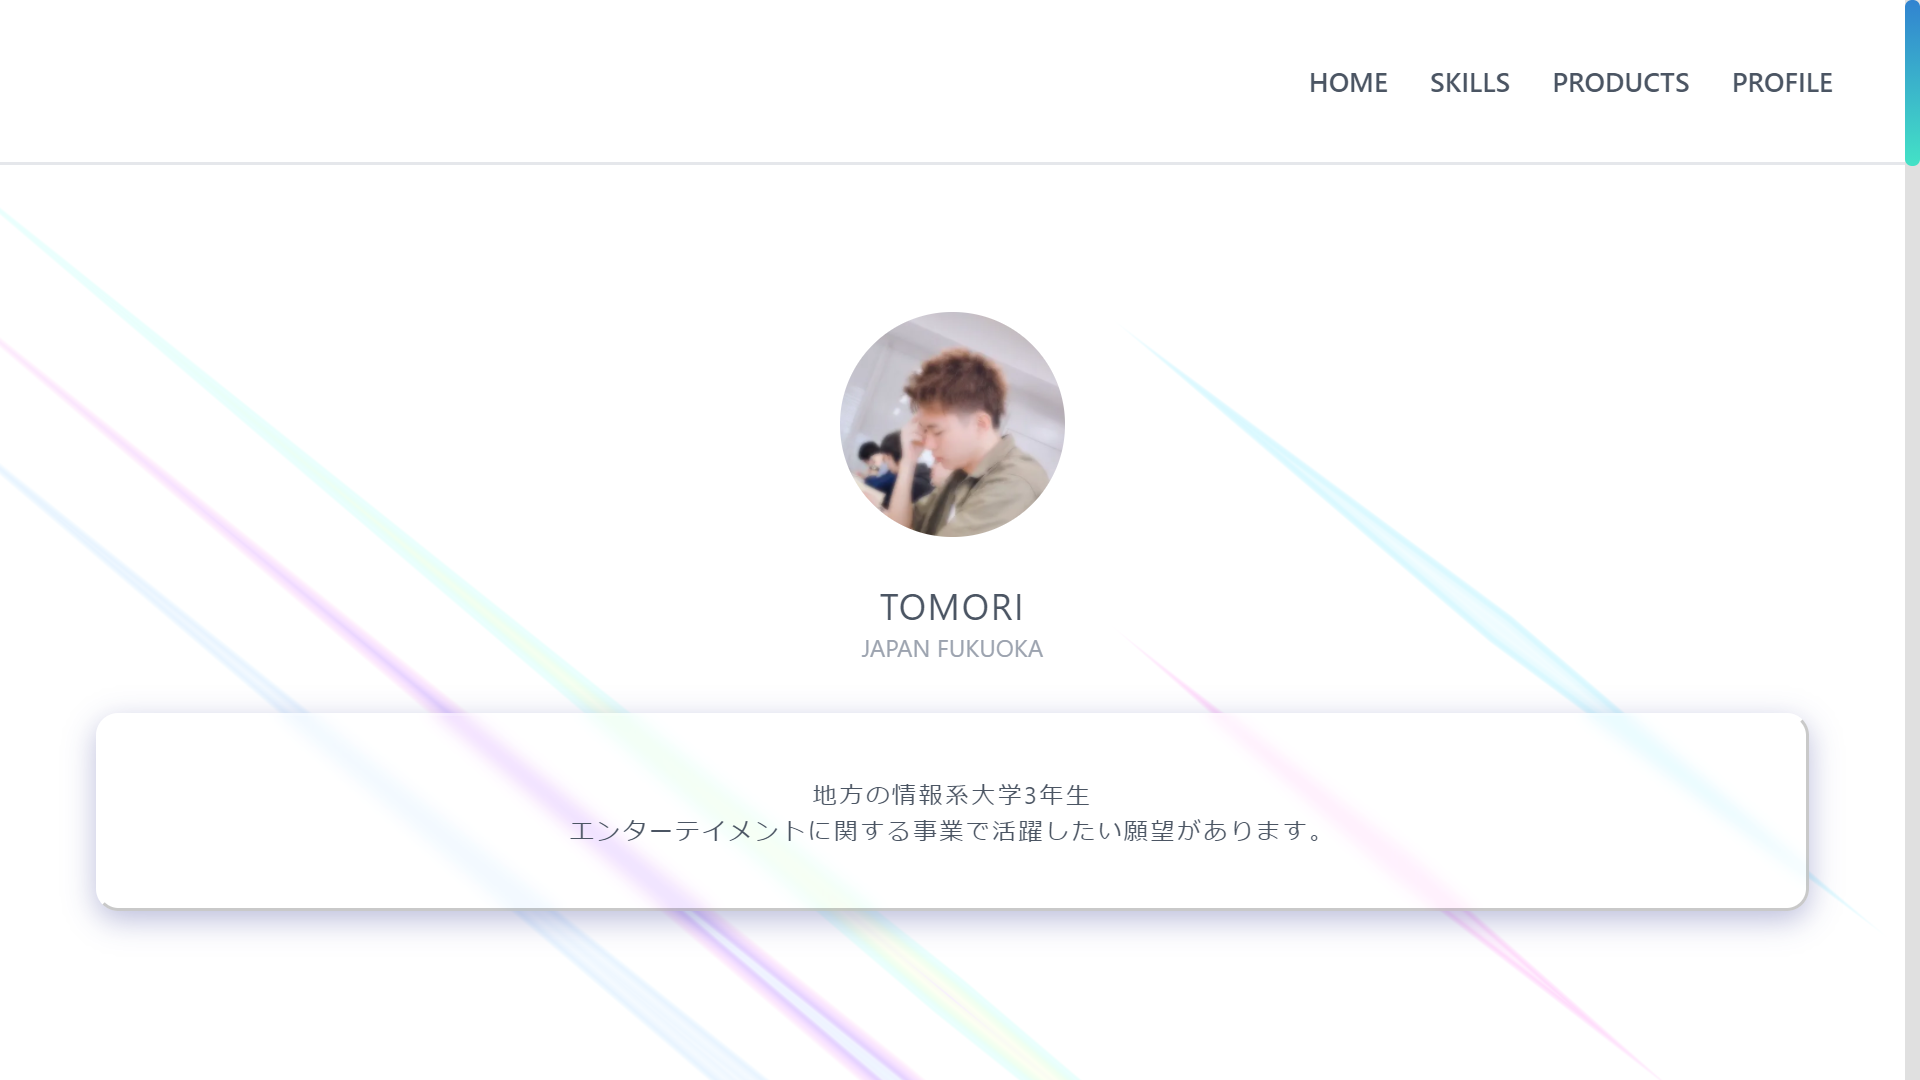 HOME SKILLS PRODUCTS PROFILE
TOMORI
JAPAN FUKUOKA
地方の情報系大学3年生
エンターテイメントに関する事業で活躍したい願望があります。